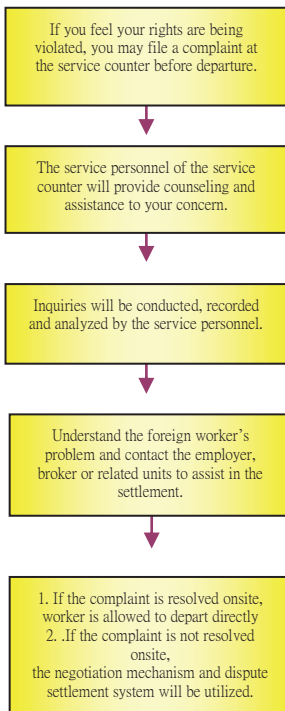 If you feel your rights are being
violated, you may file a complaint at
the service counter before departure.
The service personnel of the service
counter will provide counseling and
assistance to your concern.
Inquiries will be conducted, recorded
and analyzed by the service personnel.
Understand the foreign worker's
problem and contact the employer,
broker or related units to assist in the
settlement.
1. If the complaint is resolved onsite,
worker is allowed to depart directly
2. .If the complaint is not resolved
onsite,
the negotiation mechanism and dispute
settlement system will be utilized.